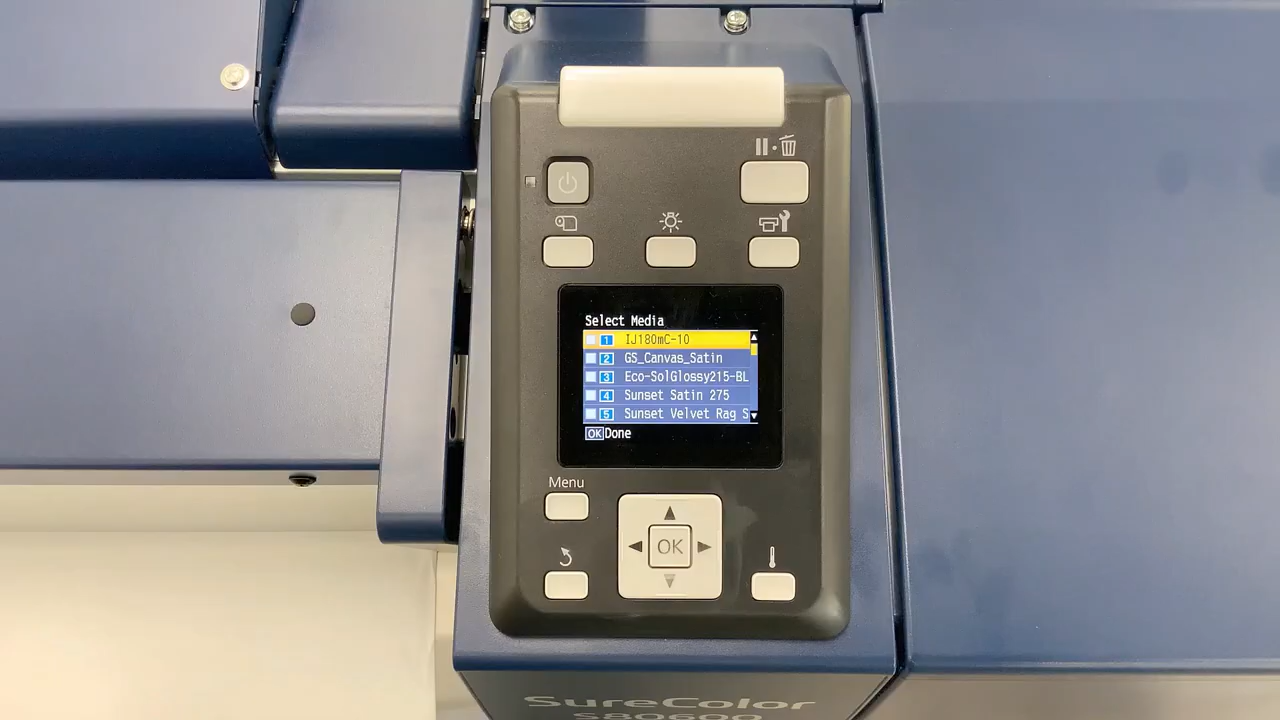 Select Media
1 IJ180mC-10
2 GS_Canvas_Satin
3 Eco-SolGlossy215-BL
4 Sunset Satin 275
5 Sunset Velvet Rag S
OK Done
Menu
OK
SureColor
S80600